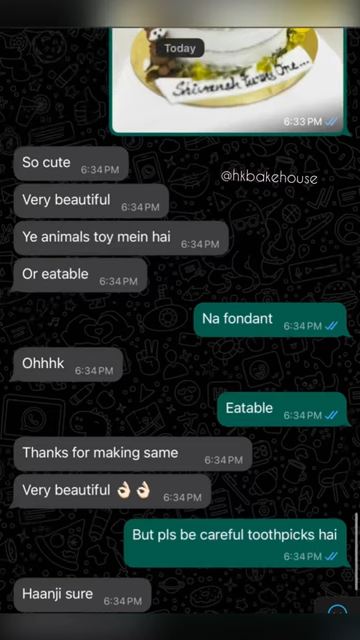 Today
Shivansh Turns One...
6:33 PM
So cute 6:34 PM
@hkbakehouse
Very beautiful 6:34 PM
Ye animals toy mein hai 6:34 PM
Or eatable 6:34 PM
Na fondant 6:34 PM
Ohhhk 6:34 PM
Eatable 6:34 PM
Thanks for making same 6:34 PM
Very beautiful 👌🏻👌🏻 6:34 PM
But pls be careful toothpicks hai
6:34 PM
Haanji sure 6:34 PM